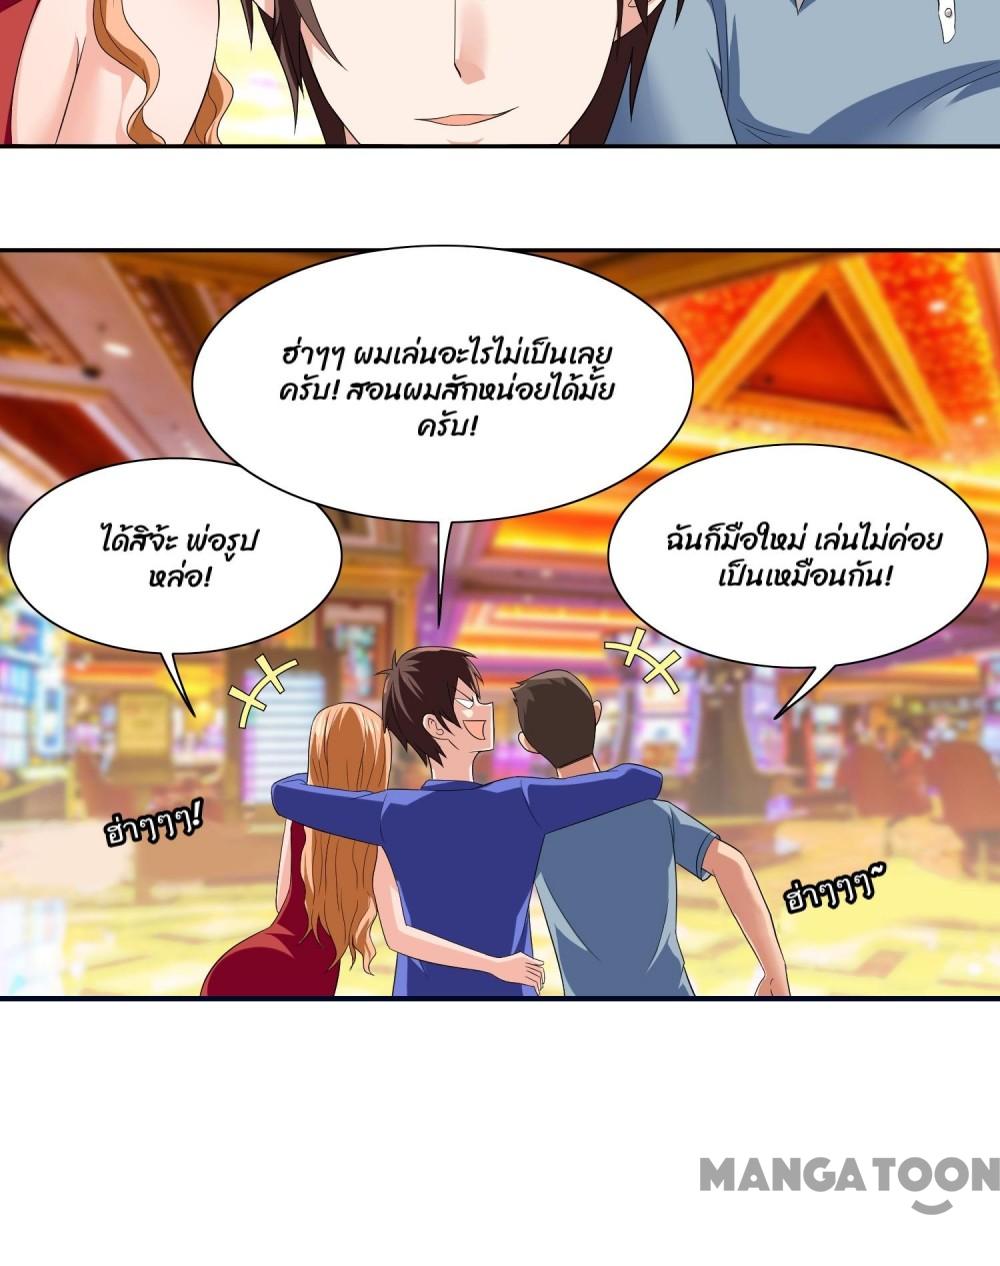 ฮ่าๆๆ ผมเล่นอะไรไม่เป็นเลย
ครับ! สอนผมสักหน่อยได้มั้ย
ครับ!
ได้สิจ้ะ พ่อรูป
หล่อ!
ฉันก็มือใหม่ เล่นไม่ค่อย
เป็นเหมือนกัน!
ฮ่าๆๆๆ!
ฮ่าๆๆๆ~
MANGATOON